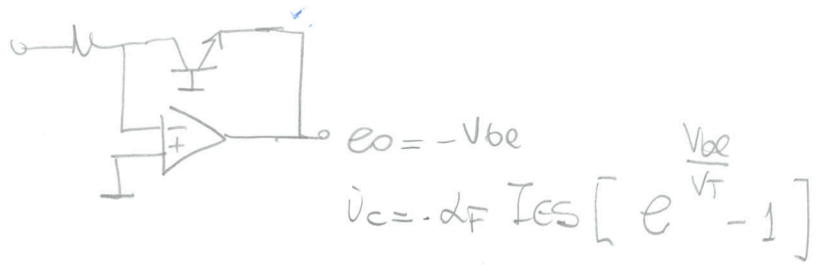 - +
eo = - Vbe
ic = . αF IES [ e^{Vbe/VT} - 1 ]